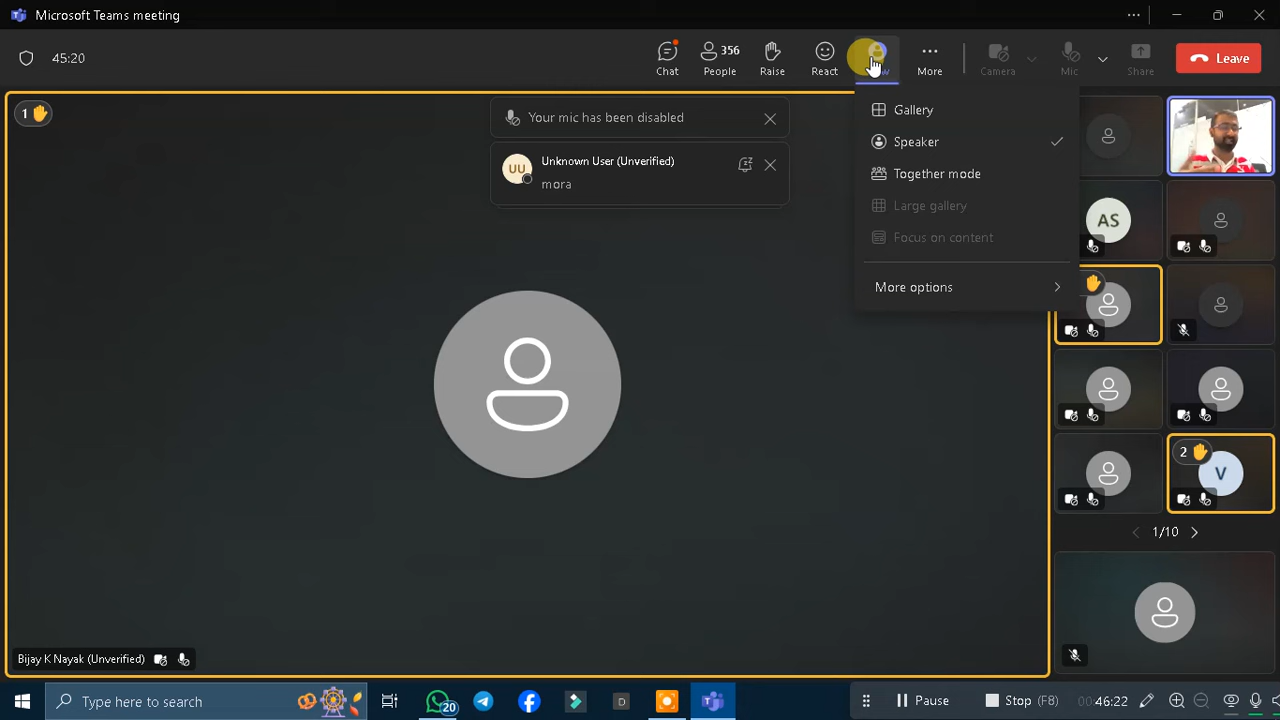 Microsoft Teams meeting
45:20
Chat
356
People
Raise
React
More
Camera
Mic
Share
Leave
1
Your mic has been disabled
UU
Unknown User (Unverified)
mora
Gallery
Speaker
Together mode
Large gallery
Focus on content
More options
AS
2
V
1/10
Bijay K Nayak (Unverified)
Type here to search
20
D
Pause
Stop (F8)
00:46:22